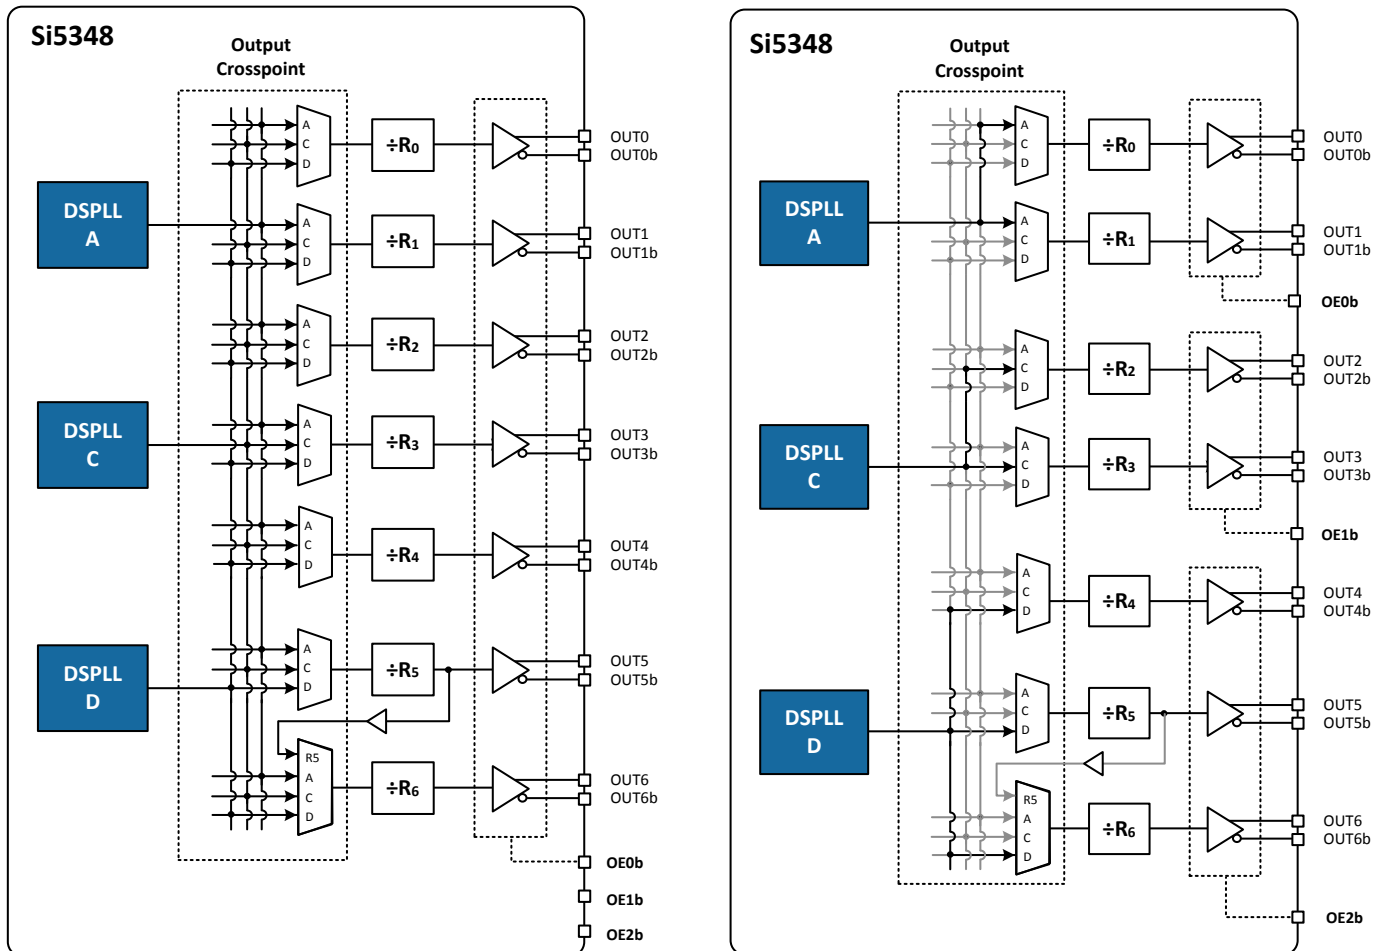 Si5348
Output
Crosspoint
A
C
D
÷R0
OUT0
OUT0b
DSPLL
A
A
C
D
÷R1
OUT1
OUT1b
A
C
D
÷R2
OUT2
OUT2b
DSPLL
C
A
C
D
÷R3
OUT3
OUT3b
A
C
D
÷R4
OUT4
OUT4b
DSPLL
D
A
C
D
÷R5
OUT5
OUT5b
R5
A
C
D
÷R6
OUT6
OUT6b
OE0b
OE1b
OE2b
Si5348
Output
Crosspoint
A
C
D
÷R0
OUT0
OUT0b
DSPLL
A
A
C
D
÷R1
OUT1
OUT1b
OE0b
A
C
D
÷R2
OUT2
OUT2b
DSPLL
C
A
C
D
÷R3
OUT3
OUT3b
OE1b
A
C
D
÷R4
OUT4
OUT4b
DSPLL
D
A
C
D
÷R5
OUT5
OUT5b
R5
A
C
D
÷R6
OUT6
OUT6b
OE2b